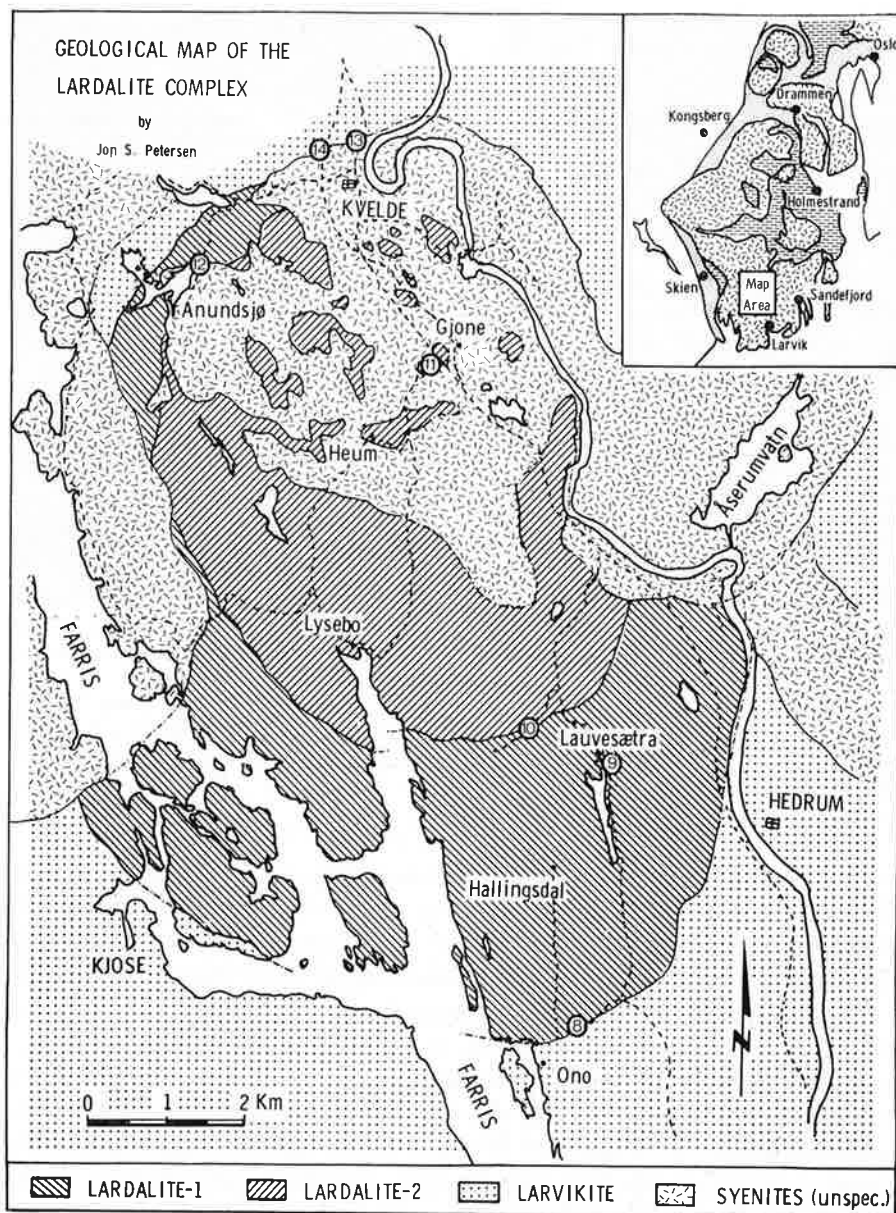 GEOLOGICAL MAP OF THE
LARDALITE COMPLEX
by
Jon S. Petersen
Oslo
Drammen
Kongsberg
Holmestrand
Skien
Map
Area
Sandefjord
Larvik
14
13
KVELDE
12
Anundsjø
Gjone
11
Heum
Åserumvatn
Lysebo
FARRIS
10
Lauvesætra
9
HEDRUM
Hallingsdal
KJOSE
8
Ono
FARRIS
N
0 1 2 Km
LARDALITE-1 LARDALITE-2 LARVIKITE SYENITES (unspec.)